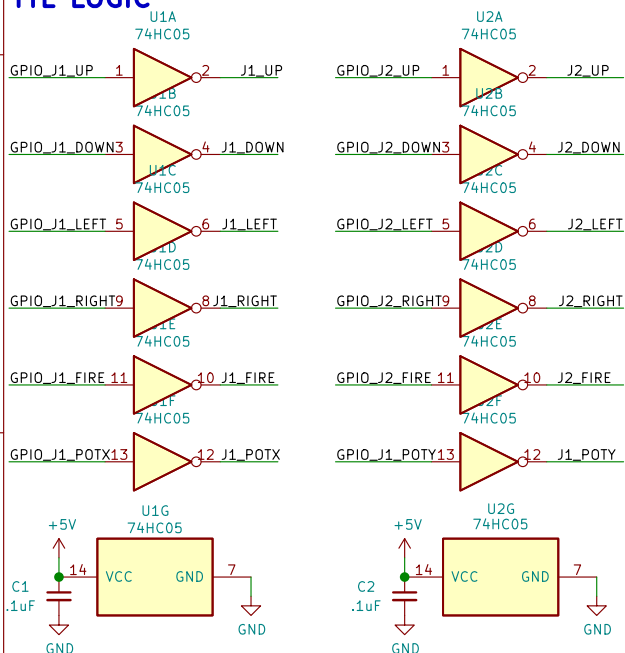 TTL LOGIC
U1A U2A
74HC05 74HC05
GPIO_J1_UP 1 2 J1_UP GPIO_J2_UP 1 2 J2_UP
U1B U2B
74HC05 74HC05
GPIO_J1_DOWN 3 4 J1_DOWN GPIO_J2_DOWN 3 4 J2_DOWN
U1C U2C
74HC05 74HC05
GPIO_J1_LEFT 5 6 J1_LEFT GPIO_J2_LEFT 5 6 J2_LEFT
U1D U2D
74HC05 74HC05
GPIO_J1_RIGHT 9 8 J1_RIGHT GPIO_J2_RIGHT 9 8 J2_RIGHT
U1E U2E
74HC05 74HC05
GPIO_J1_FIRE 11 10 J1_FIRE GPIO_J2_FIRE 11 10 J2_FIRE
U1F U2F
74HC05 74HC05
GPIO_J1_POTX 13 12 J1_POTX GPIO_J1_POTY 13 12 J1_POTY
U1G U2G
74HC05 74HC05
+5V +5V
14 VCC GND 7 14 VCC GND 7
C1 C2
.1uF .1uF
GND GND
GND GND